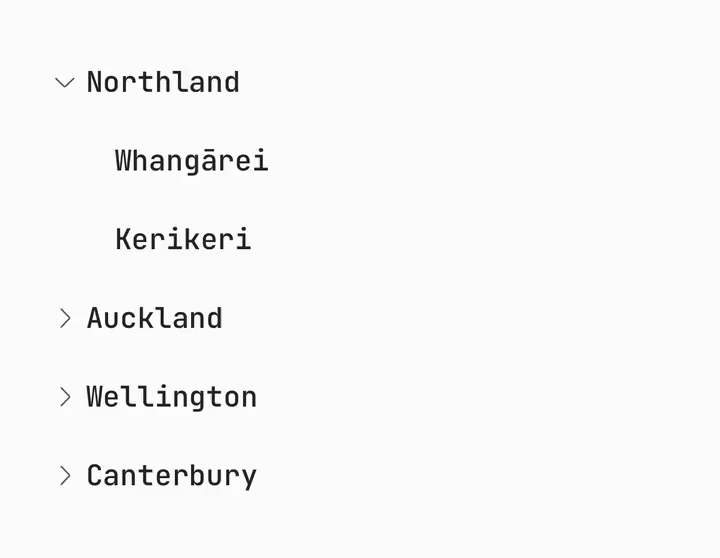 Northland
Whangārei
Kerikeri
Auckland
Wellington
Canterbury